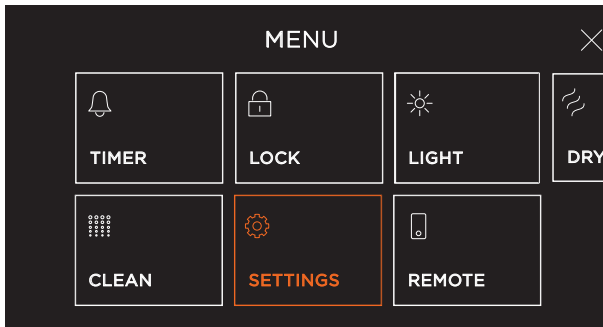 MENU
TIMER
LOCK
LIGHT
DRY
CLEAN
SETTINGS
REMOTE